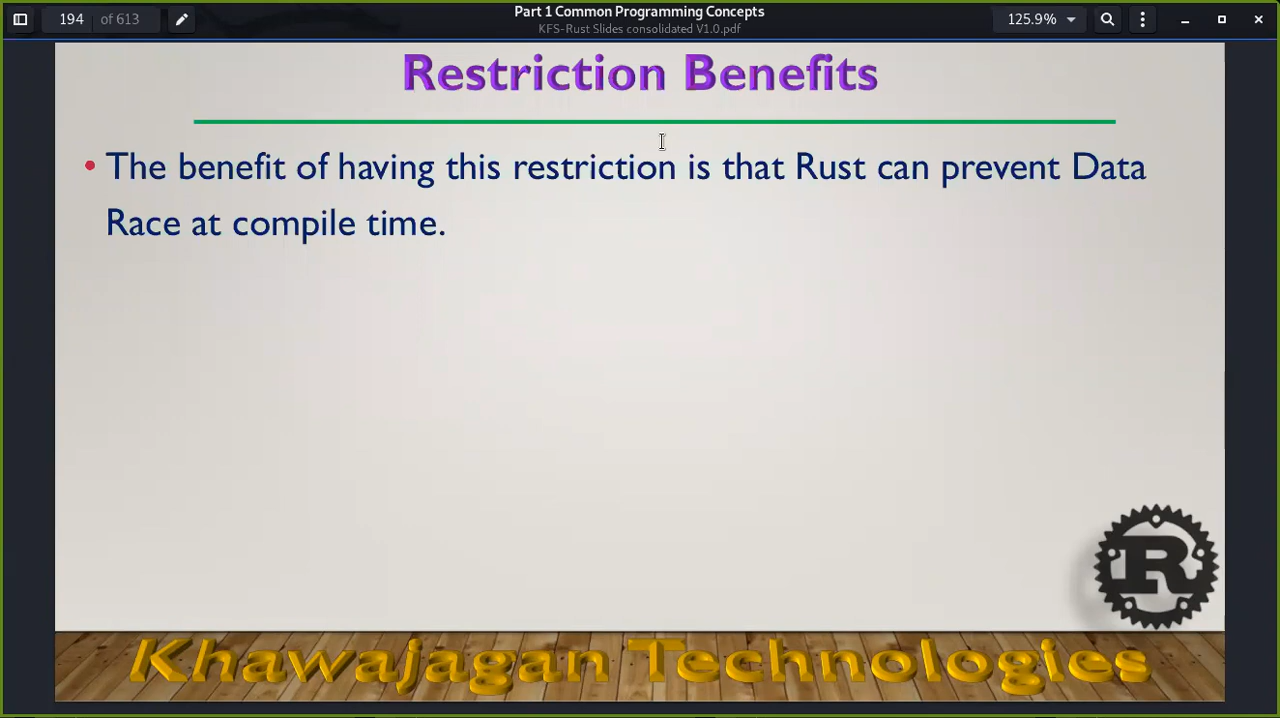 194 of 613
Part 1 Common Programming Concepts
KFS-Rust Slides consolidated V1.0.pdf
125.9%
Restriction Benefits
• The benefit of having this restriction is that Rust can prevent Data
Race at compile time.
R
Khawajagan Technologies